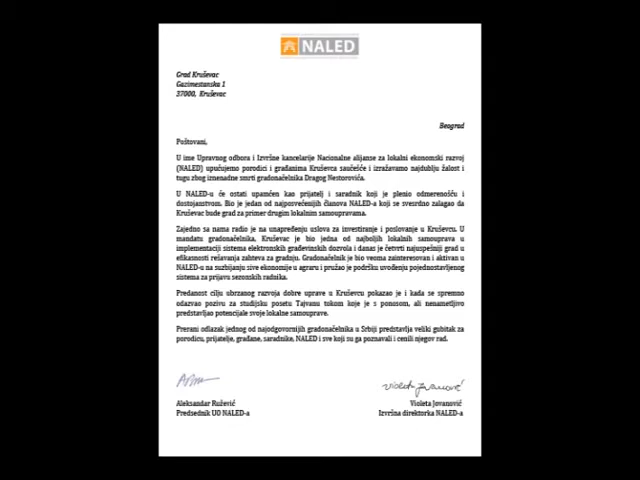 NALED
Grad Kruševac
Gazimestanska 1
37000, Kruševac
Beograd
Poštovani,
U ime Upravnog odbora i Izvršne kancelarije Nacionalne alijanse za lokalni ekonomski razvoj
(NALED) upućujemo porodici i građanima Kruševca saučešće i izražavamo najdublju žalost i
tugu zbog iznenadne smrti gradonačelnika Dragog Nestorovića.
U NALED-u će ostati upamćen kao prijatelj i saradnik koji je plenio odmerenošću i
dostojanstvom. Bio je jedan od najposvećenijih članova NALED-a koji se svesrdno zalagao da
Kruševac bude grad za primer drugim lokalnim samoupravama.
Zajedno sa nama radio je na unapređenju uslova za investiranje i poslovanje u Kruševcu. U
mandatu gradonačelnika, Kruševac je bio jedna od najboljih lokalnih samouprava u
implementaciji sistema elektronskih građevinskih dozvola i danas je četvrti najuspešniji grad u
efikasnosti rešavanja zahteva za gradnju. Gradonačelnik je bio veoma zainteresovan i aktivan u
NALED-u na suzbijanju sive ekonomije u agraru i pružao je podršku uvođenju pojednostavljenog
sistema za prijavu sezonskih radnika.
Predanost cilju ubrzanog razvoja dobre uprave u Kruševcu pokazao je i kada se spremno
odazvao pozivu za studijsku posetu Tajvanu tokom koje je s ponosom, ali nenametljivo
predstavljao potencijale svoje lokalne samouprave.
Prerani odlazak jednog od najodgovornijih gradonačelnika u Srbiji predstavlja veliki gubitak za
porodicu, prijatelje, građane, saradnike, NALED i sve koji su ga poznavali i cenili njegov rad.
Violeta Jovanović
Aleksandar Ružević
Violeta Jovanović
Predsednik UO NALED-a
Izvršna direktorka NALED-a